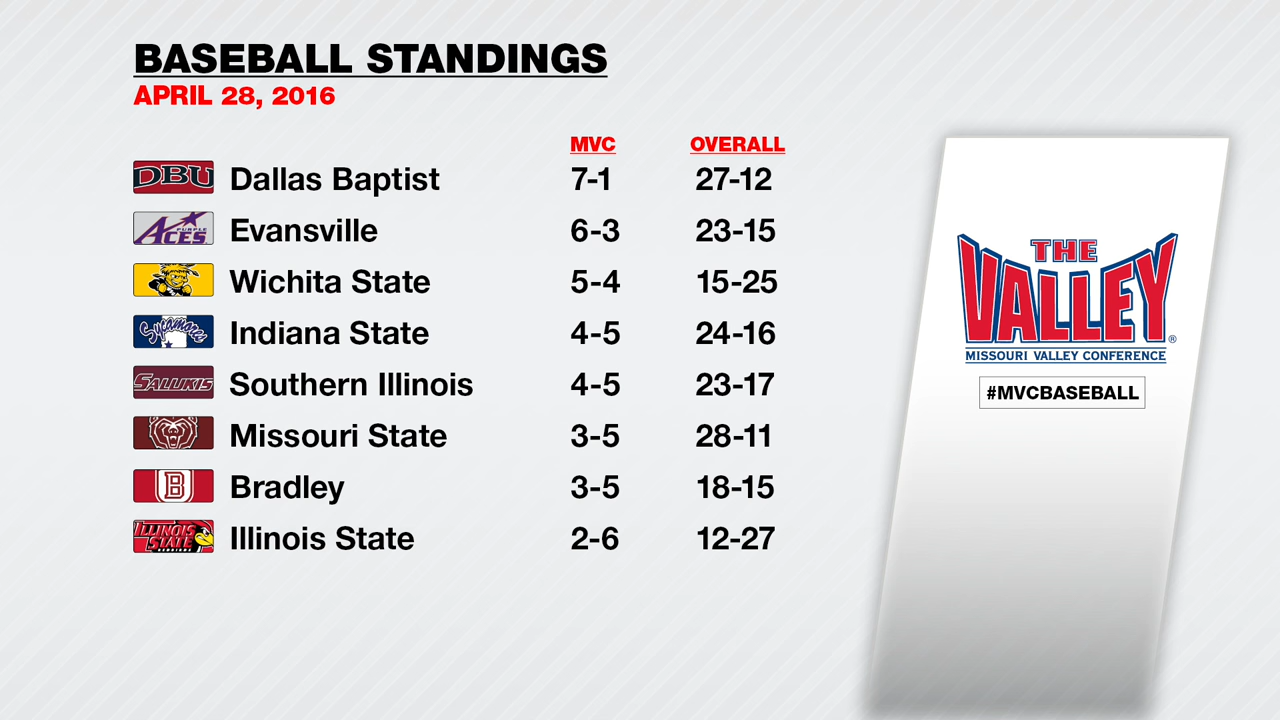 BASEBALL STANDINGS
APRIL 28, 2016
MVC OVERALL
DBU Dallas Baptist 7-1 27-12
PURPLE ACES Evansville 6-3 23-15
Wichita State 5-4 15-25
Sycamores Indiana State 4-5 24-16
SALUKIS Southern Illinois 4-5 23-17
Missouri State 3-5 28-11
B Bradley 3-5 18-15
ILLINOIS STATE Illinois State 2-6 12-27
THE
VALLEY®
MISSOURI VALLEY CONFERENCE
#MVCBASEBALL